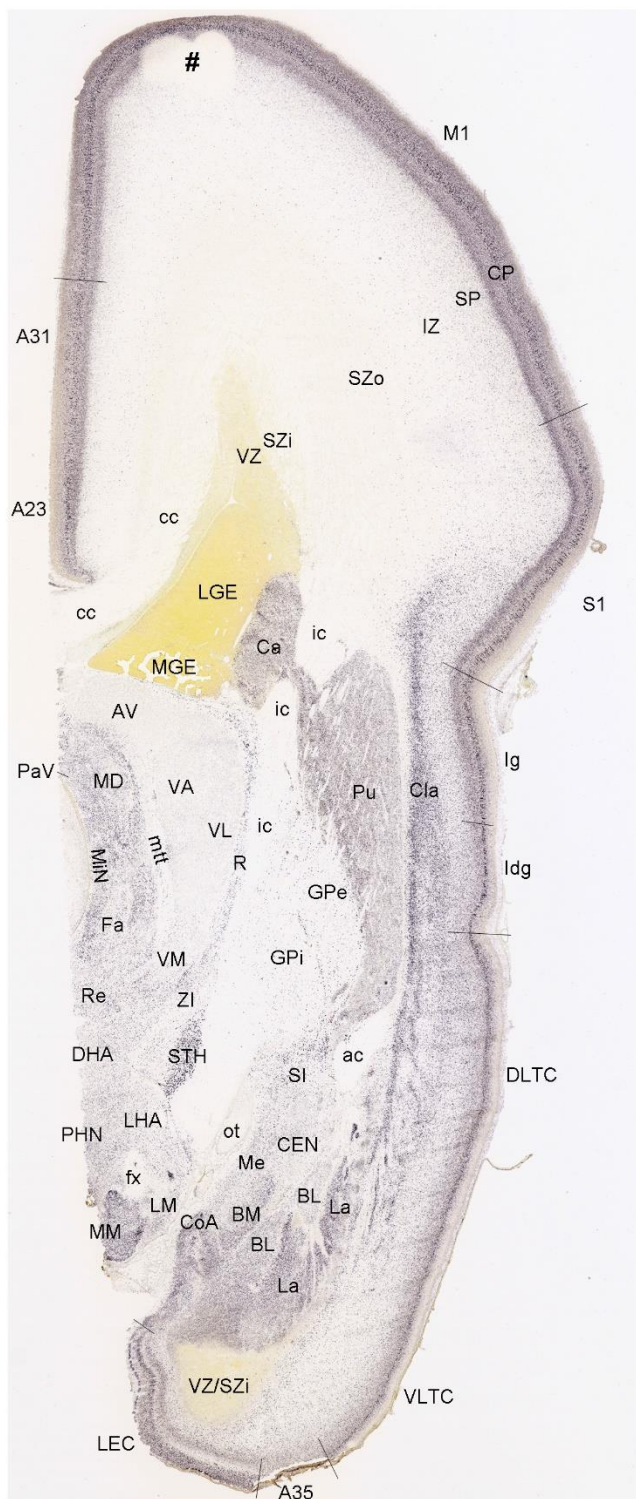 #
M1
CP
SP
IZ
A31
SZo
SZi
VZ
A23
cc
LGE
S1
cc
Ca
ic
MGE
ic
AV
Ig
PaV
MD
VA
Pu
Cla
mtt
VL
ic
R
MiN
Idg
GPe
Fa
VM
GPi
Re
ZI
DHA
STH
ac
SI
DLTC
LHA
PHN
ot
CEN
Me
fx
BL
LM
La
MM
CoA
BM
BL
La
VZ/SZi
VLTC
LEC
A35